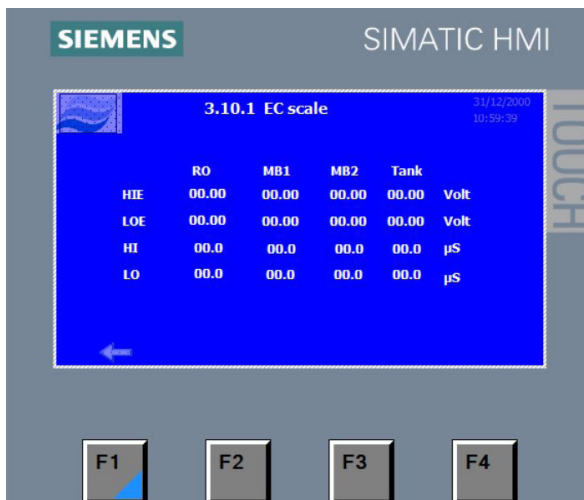 SIEMENS SIMATIC HMI
TOUCH
3.10.1 EC scale 31/12/2000
10:59:39
RO MB1 MB2 Tank
HIE 00.00 00.00 00.00 00.00 Volt
LOE 00.00 00.00 00.00 00.00 Volt
HI 00.0 00.0 00.0 00.0 µS
LO 00.0 00.0 00.0 00.0 µS
F1 F2 F3 F4